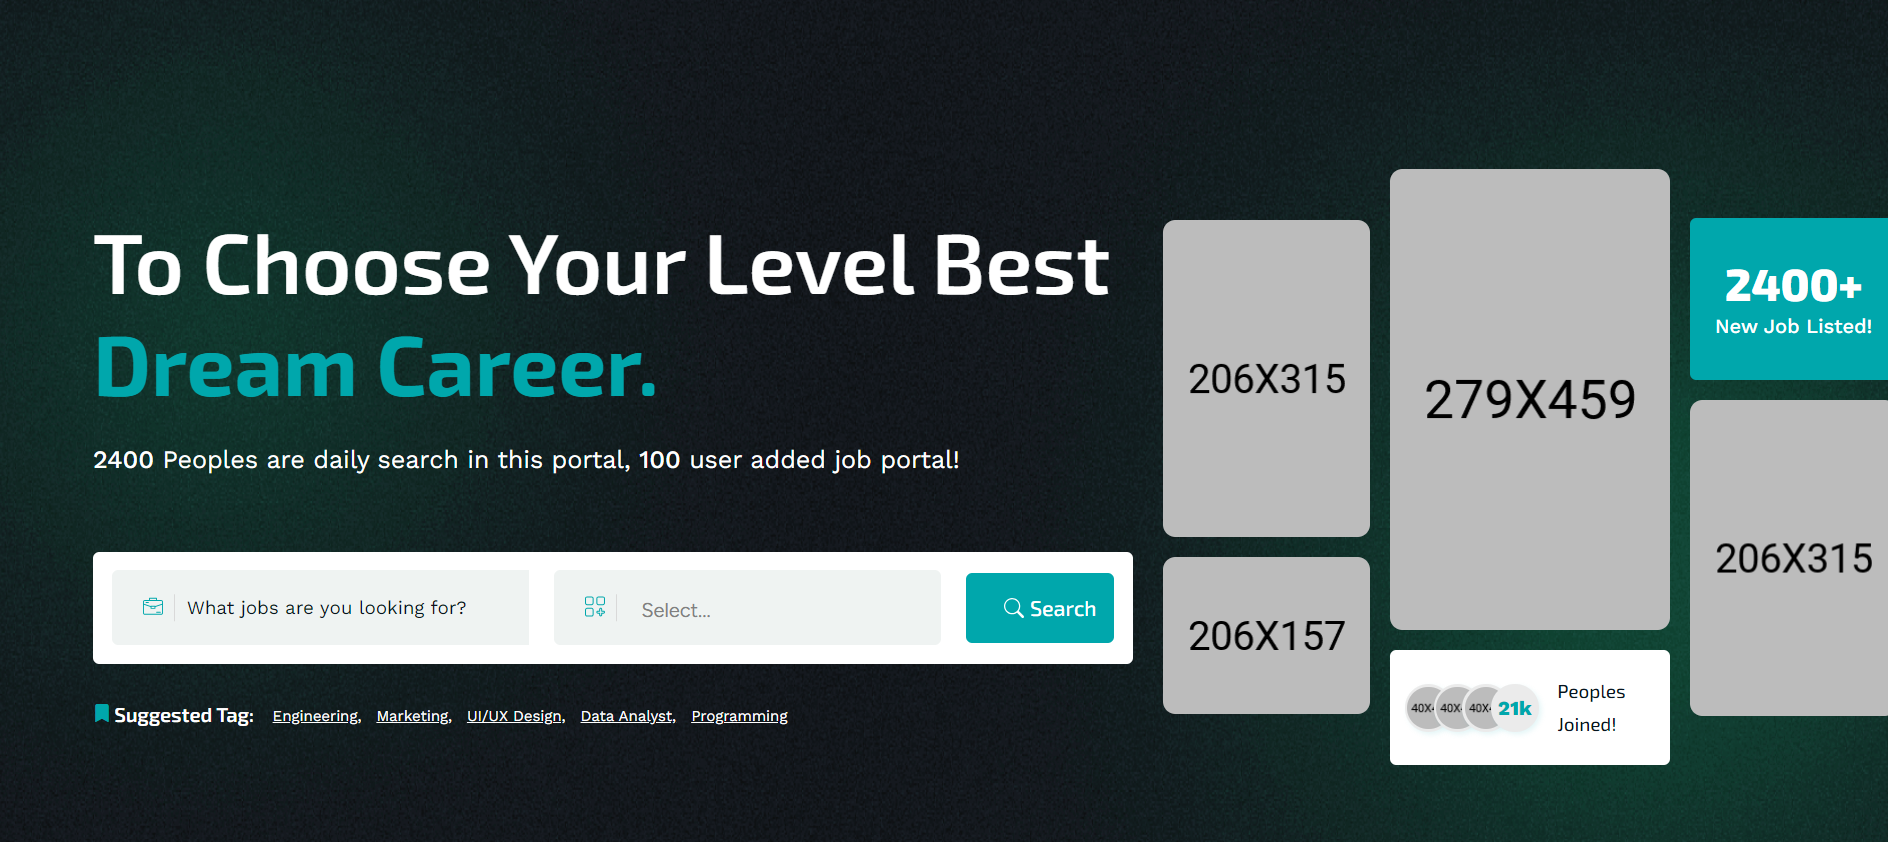 To Choose Your Level Best
Dream Career.
2400 Peoples are daily search in this portal, 100 user added job portal!
What jobs are you looking for?
Select...
Search
Suggested Tag: Engineering, Marketing, UI/UX Design, Data Analyst, Programming
206X315
206X157
279X459
40X4 40X 40X 21k
Peoples
Joined!
2400+
New Job Listed!
206X315